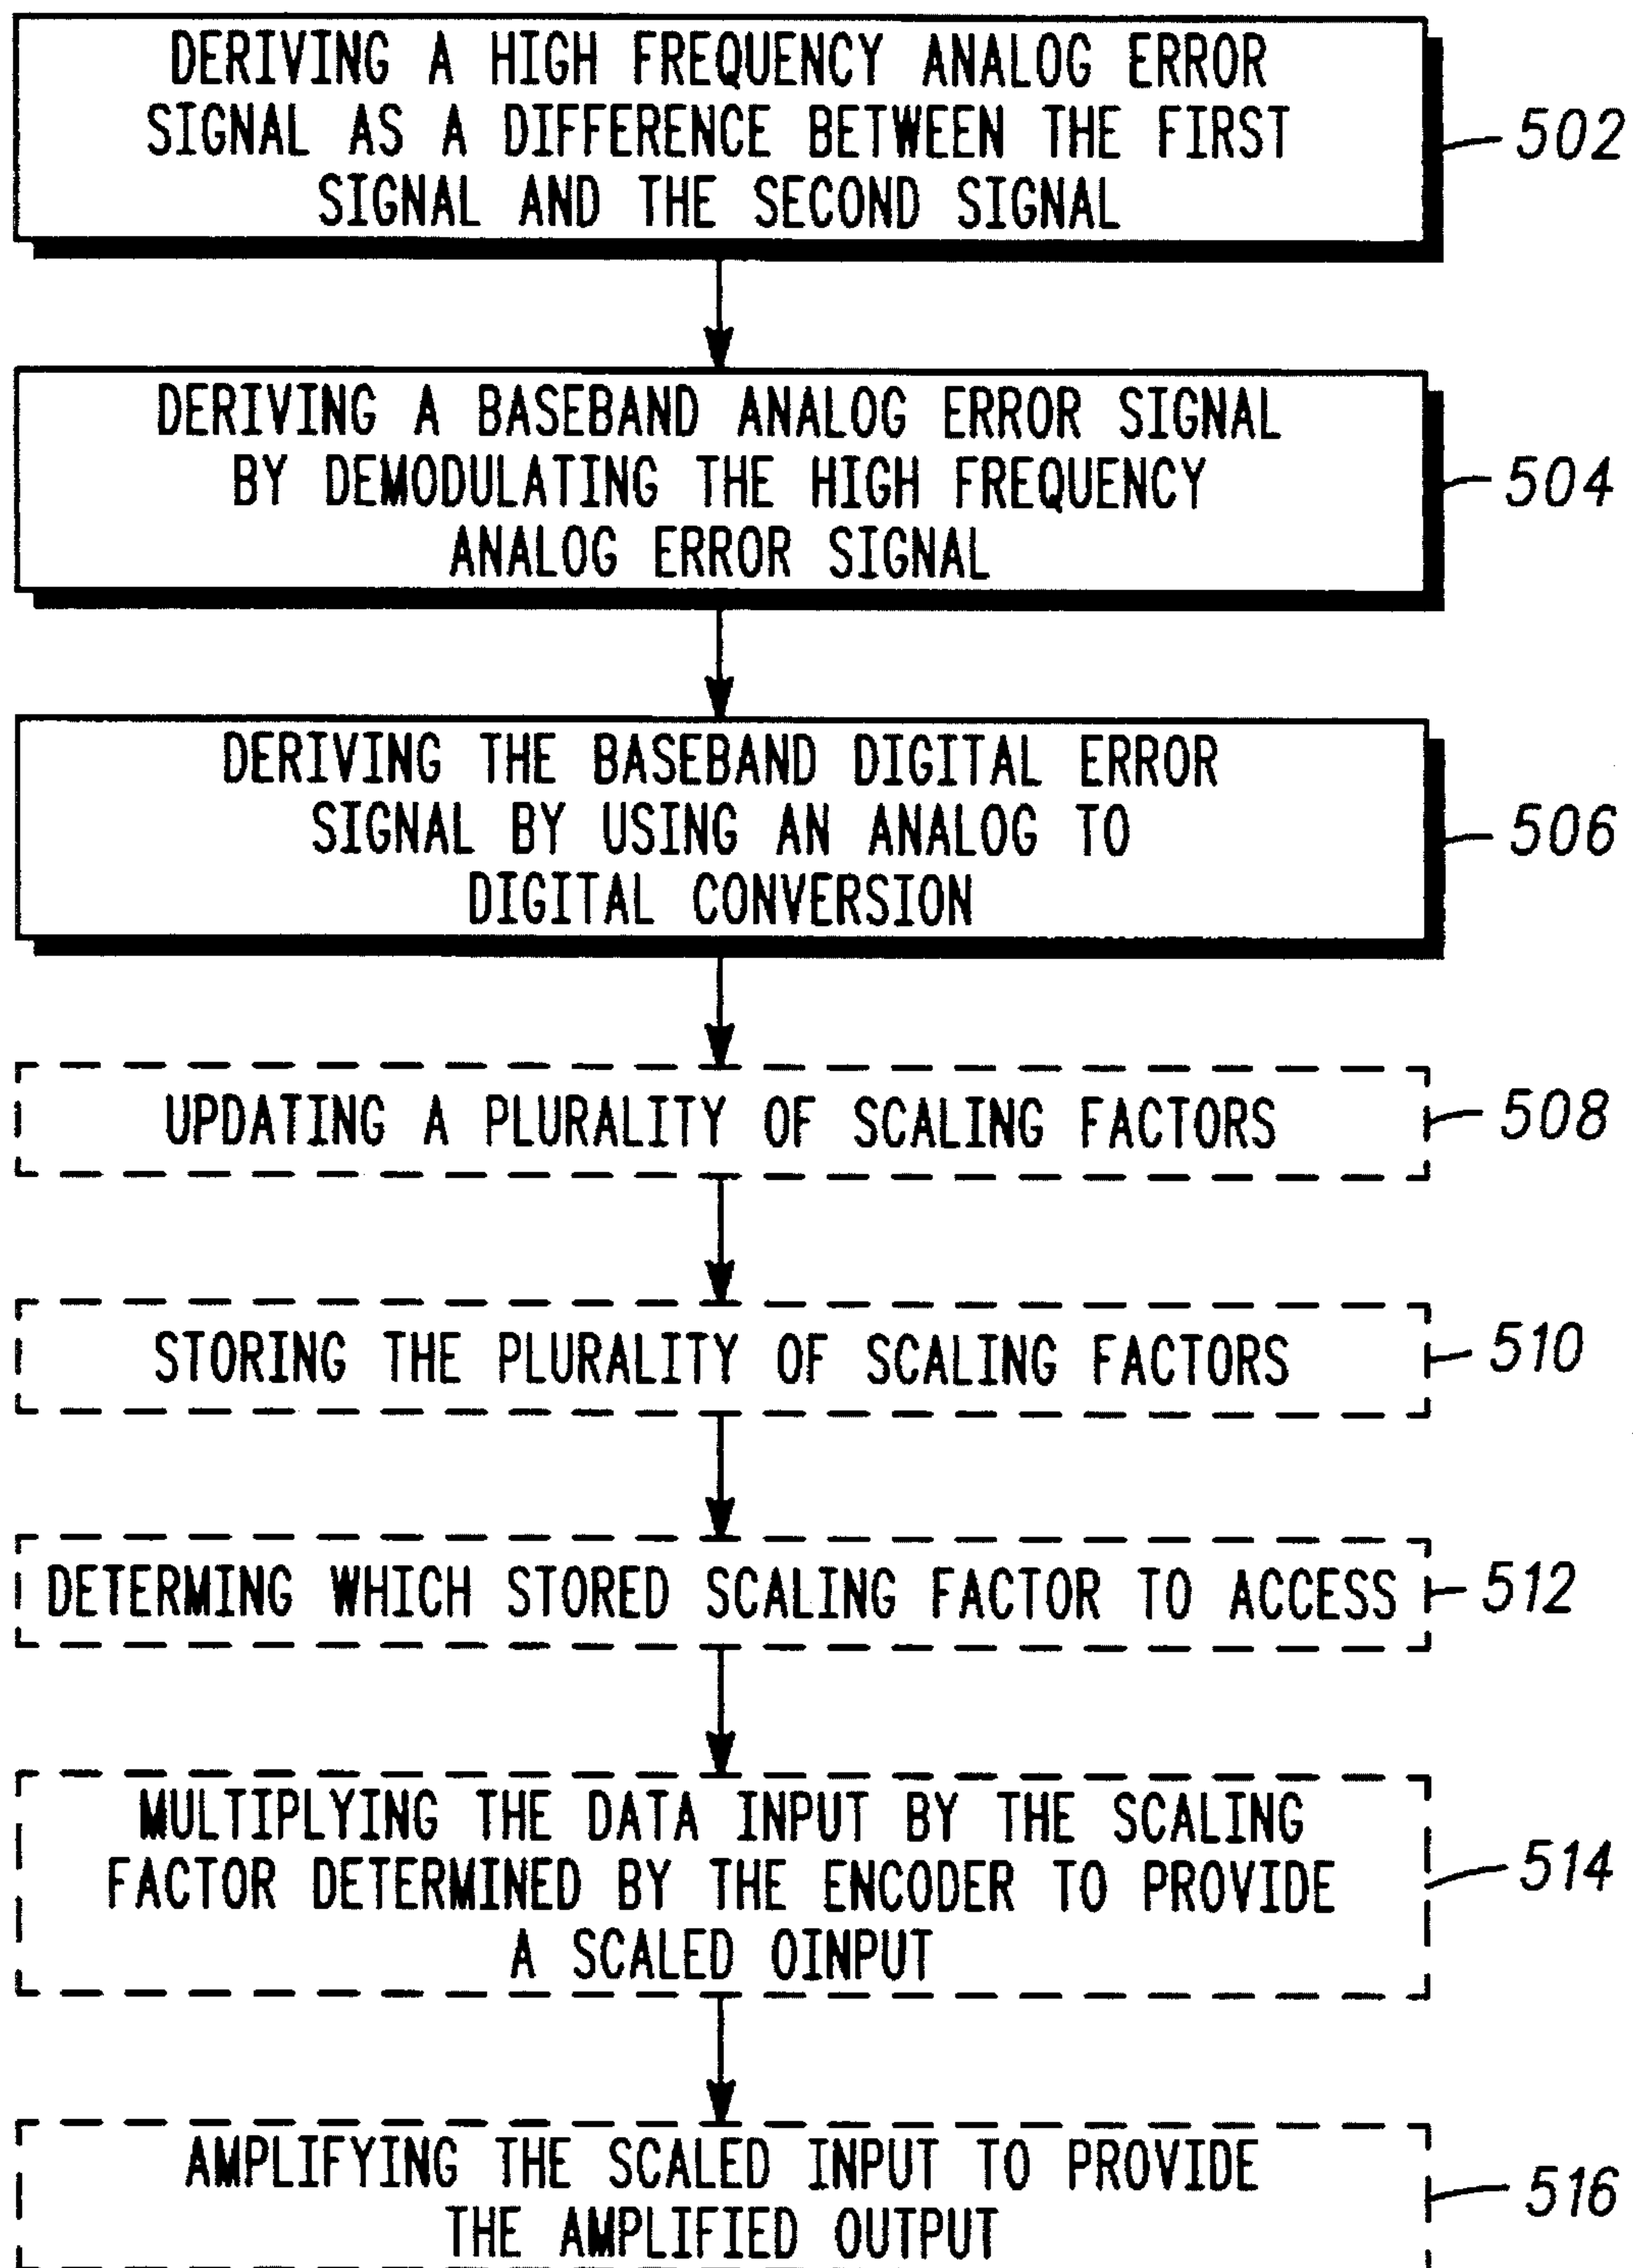 DERIVING A HIGH FREQUENCY ANALOG ERROR
SIGNAL AS A DIFFERENCE BETWEEN THE FIRST
SIGNAL AND THE SECOND SIGNAL
502
DERIVING A BASEBAND ANALOG ERROR SIGNAL
BY DEMODULATING THE HIGH FREQUENCY
ANALOG ERROR SIGNAL
504
DERIVING THE BASEBAND DIGITAL ERROR
SIGNAL BY USING AN ANALOG TO
DIGITAL CONVERSION
506
UPDATING A PLURALITY OF SCALING FACTORS
508
STORING THE PLURALITY OF SCALING FACTORS
510
DETERMING WHICH STORED SCALING FACTOR TO ACCESS
512
MULTIPLYING THE DATA INPUT BY THE SCALING
FACTOR DETERMINED BY THE ENCODER TO PROVIDE
A SCALED OINPUT
514
AMPLIFYING THE SCALED INPUT TO PROVIDE
THE AMPLIFIED OUTPUT
516